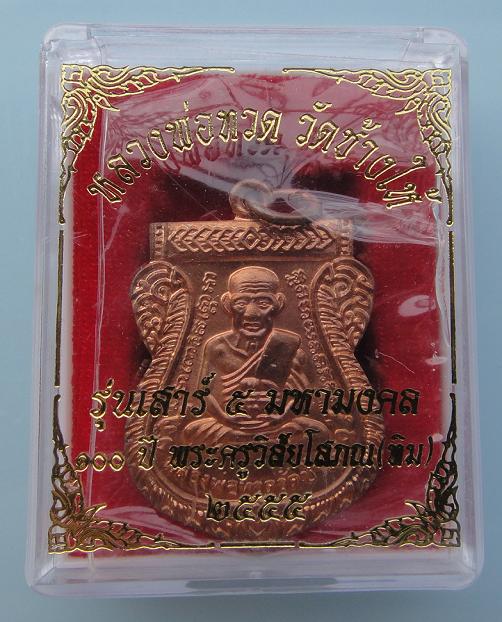 หลวงพ่อทวด วัดช้างให้
รุ่นเสาร์ ๕ มหามงคล
๑๐๐ ปี พระครูวิสัยโสภณ(ทิม)
๒๕๕๕